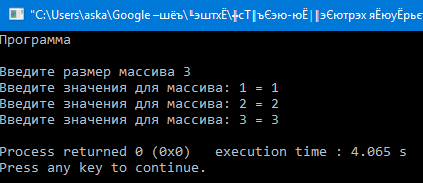 "C:\Users\aska\Google
Программа
Введите размер массива 3
Введите значения для массива: 1 = 1
Введите значения для массива: 2 = 2
Введите значения для массива: 3 = 3
Process returned 0 (0x0)   execution time : 4.065 s
Press any key to continue.